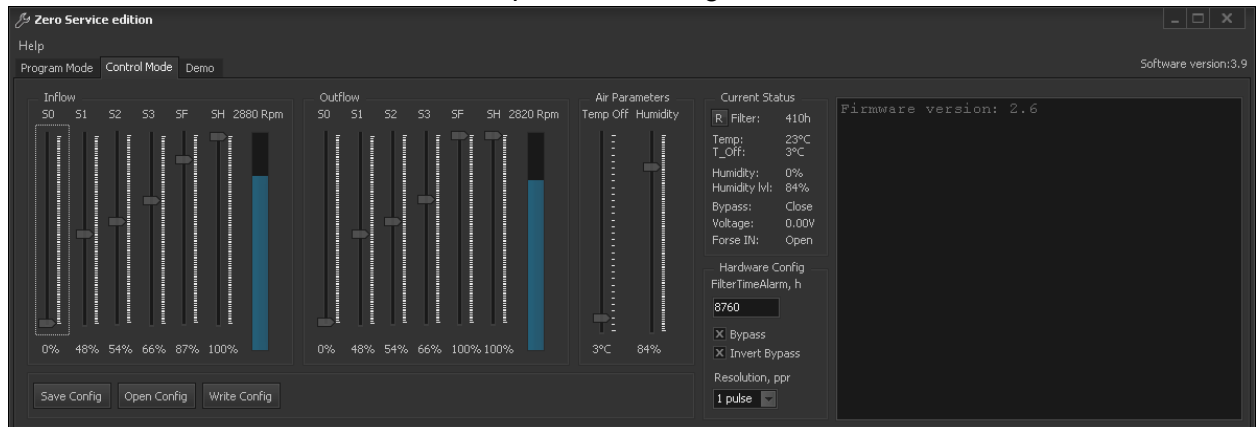 Zero Service edition
Help
Program Mode Control Mode Demo
Software version:3.9
Inflow
S0 S1 S2 S3 SF SH 2880 Rpm
0% 48% 54% 66% 87% 100%
Outflow
S0 S1 S2 S3 SF SH 2820 Rpm
0% 48% 54% 66% 100% 100%
Air Parameters
Temp Off Humidity
3°C 84%
Current Status
R Filter: 410h
Temp: 23°C
T_Off: 3°C
Humidity: 0%
Humidity lvl: 84%
Bypass: Close
Voltage: 0.00V
Forse IN: Open
Hardware Config
FilterTimeAlarm, h
8760
X Bypass
X Invert Bypass
Resolution, ppr
1 pulse
Firmware version: 2.6
Save Config Open Config Write Config